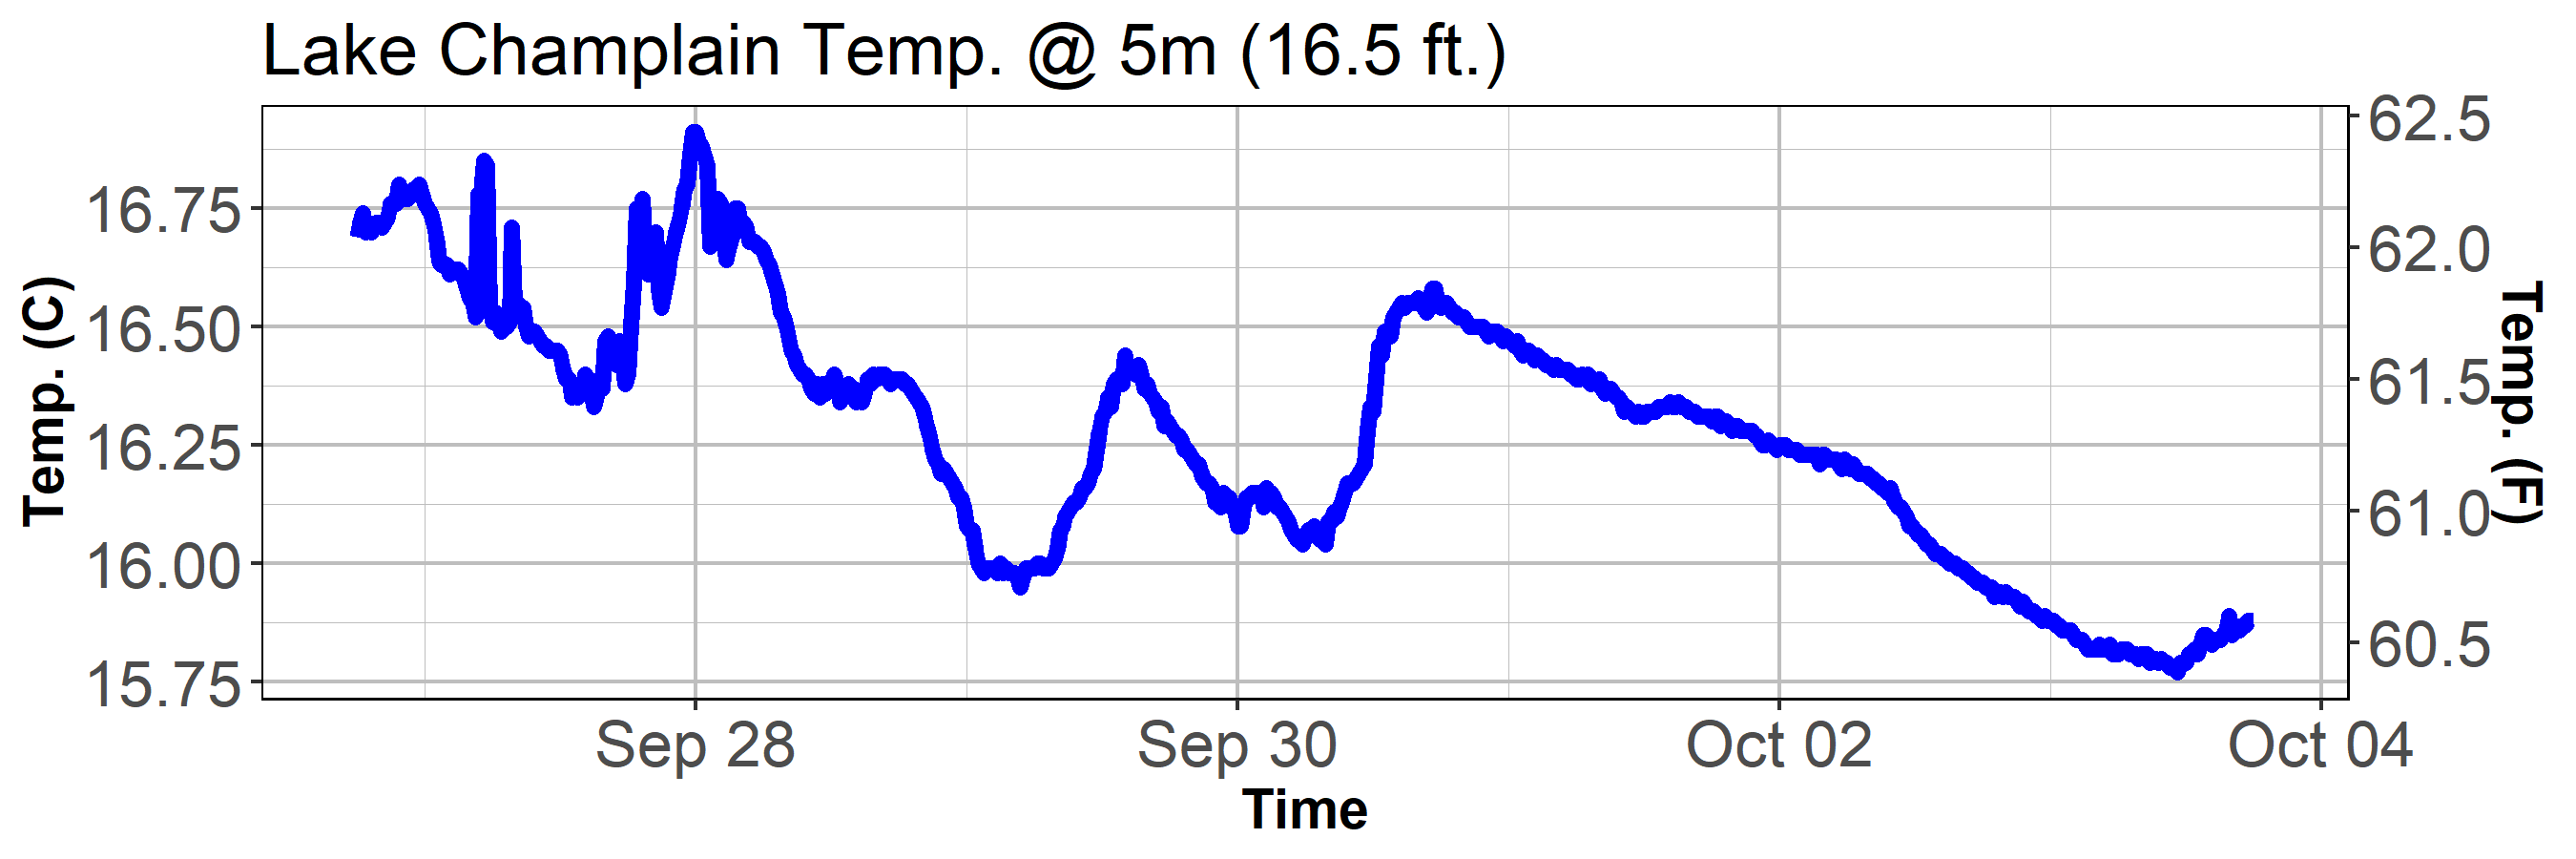 Lake Champlain Temp. @ 5m (16.5 ft.)
Temp. (C)
16.75
16.50
16.25
16.00
15.75
62.5
62.0
61.5
61.0
60.5
Temp. (F)
Sep 28
Sep 30
Oct 02
Oct 04
Time